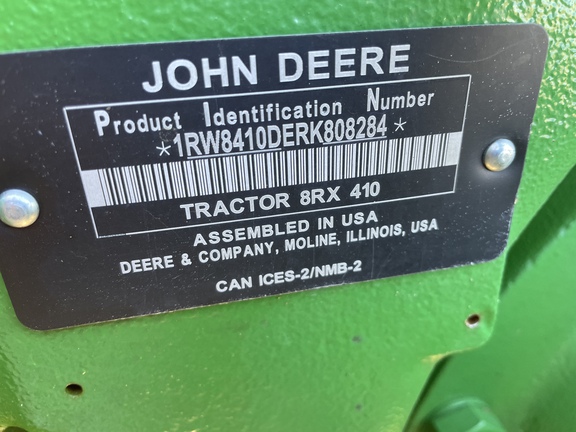 JOHN DEERE
Product Identification Number
*1RW8410DERK808284*
TRACTOR 8RX 410
ASSEMBLED IN USA
DEERE & COMPANY, MOLINE, ILLINOIS, USA
CAN ICES-2/NMB-2